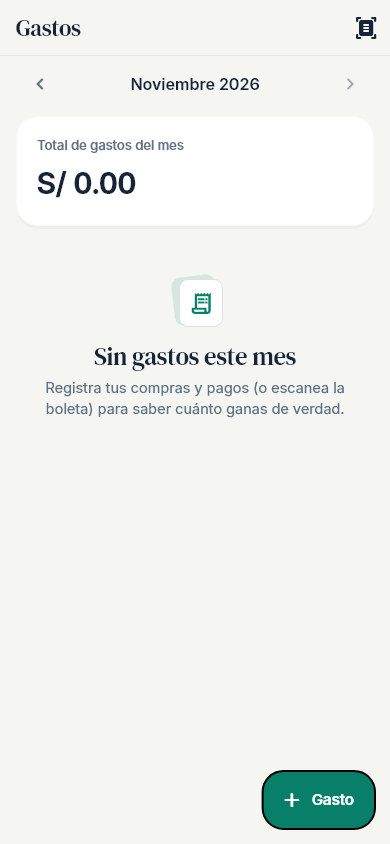 Gastos
Noviembre 2026
Total de gastos del mes
S/ 0.00
Sin gastos este mes
Registra tus compras y pagos (o escanea la
boleta) para saber cuánto ganas de verdad.
Gasto